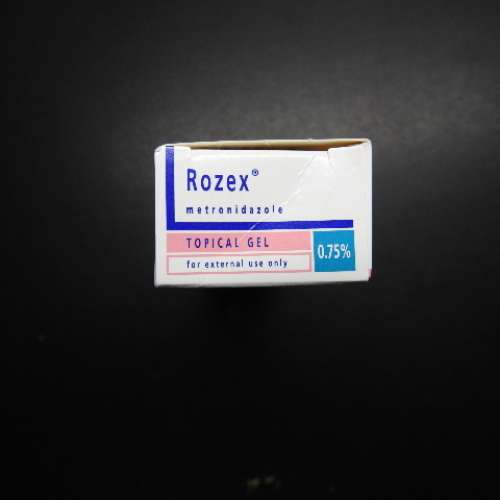 Rozex®
metronidazole
TOPICAL GEL
0.75%
for external use only